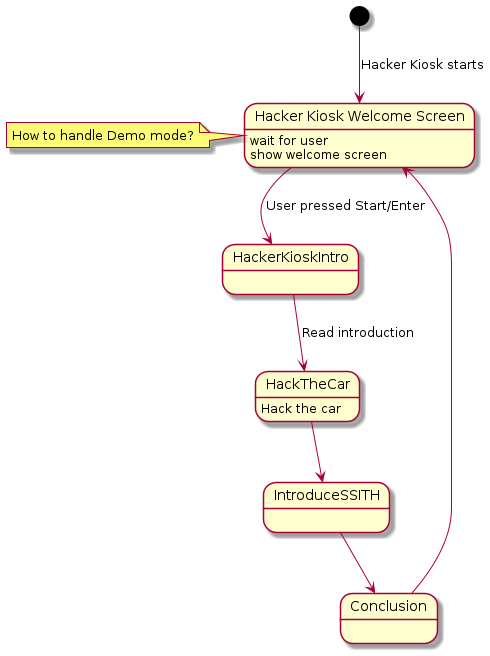 Hacker Kiosk starts
Hacker Kiosk Welcome Screen
How to handle Demo mode?
wait for user
show welcome screen
User pressed Start/Enter
HackerKioskIntro
Read introduction
HackTheCar
Hack the car
IntroduceSSITH
Conclusion